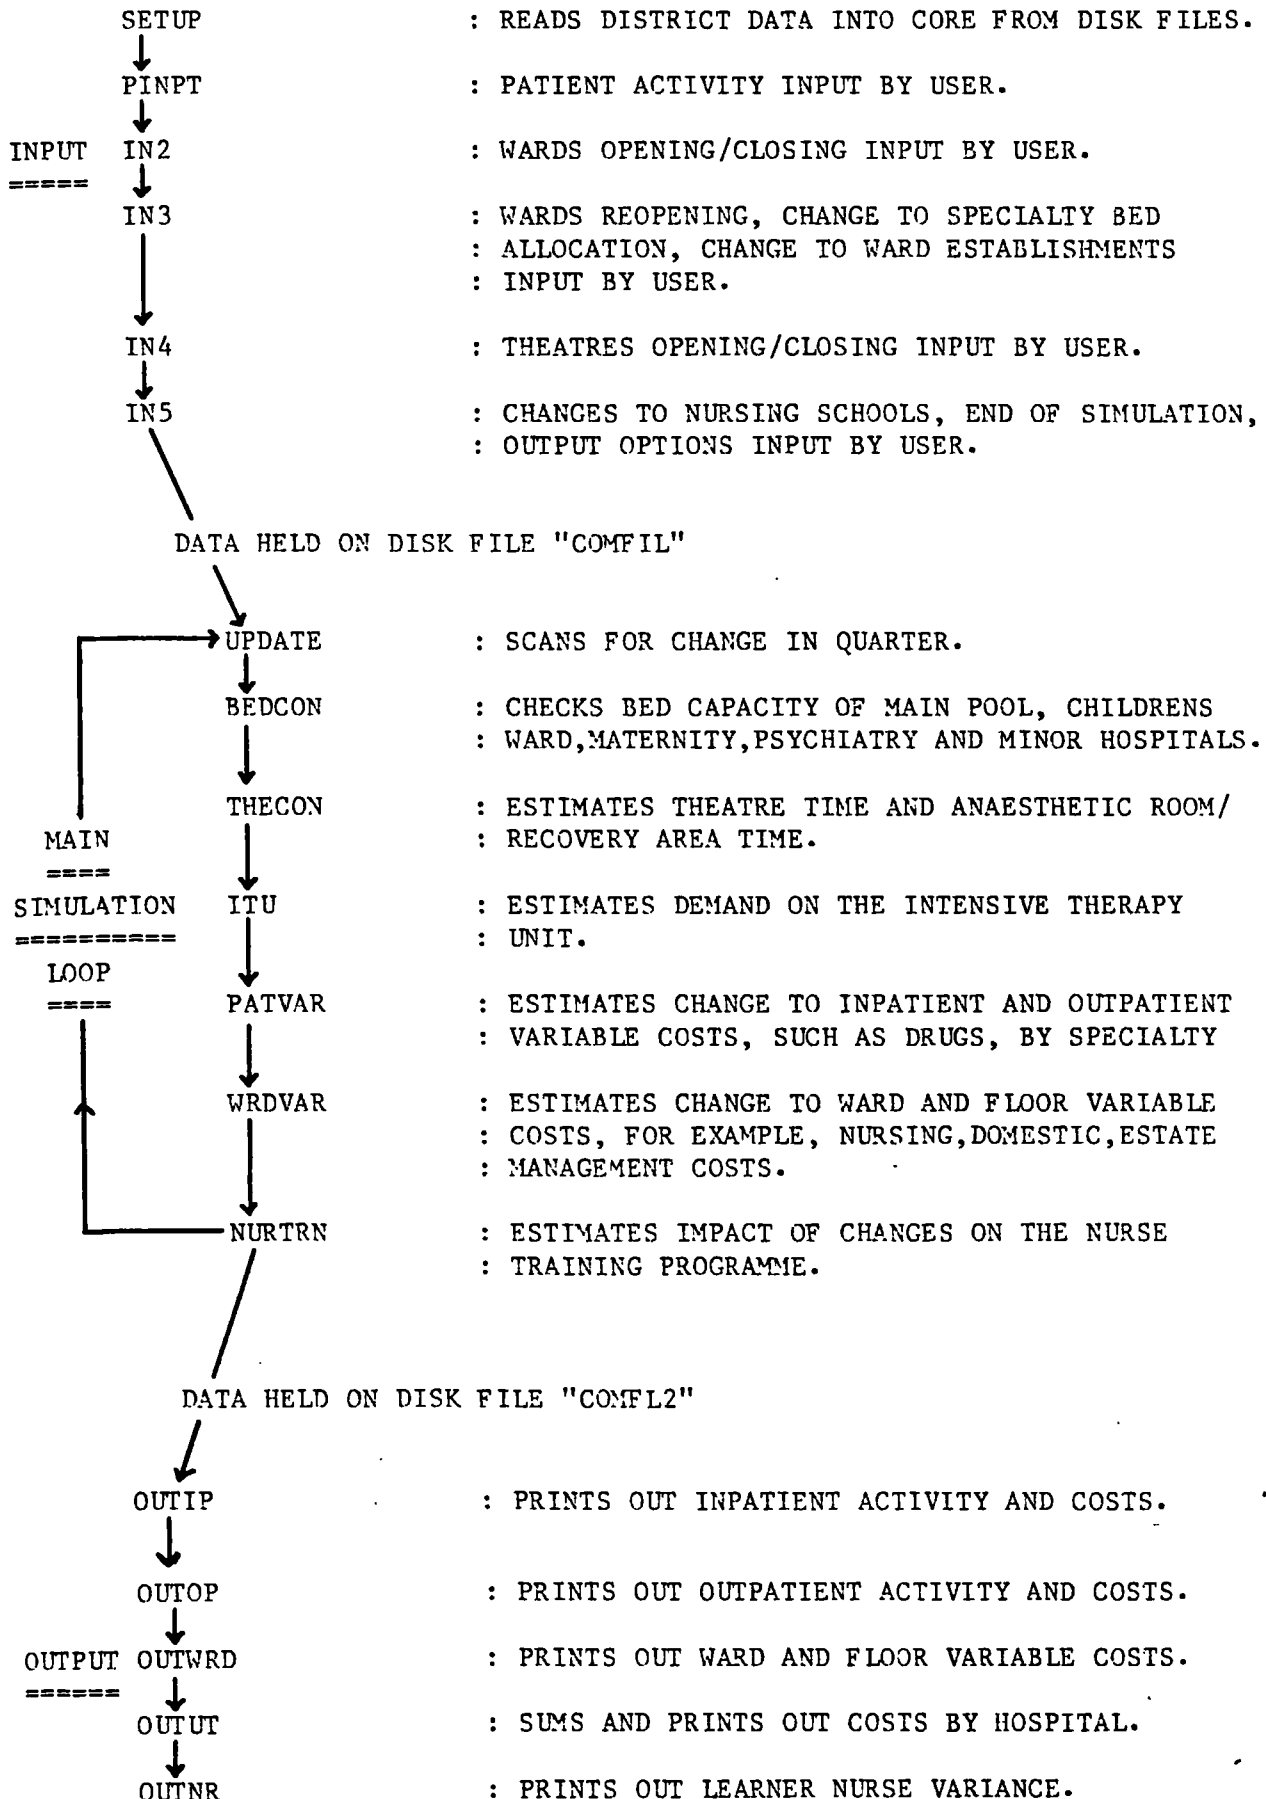 SETUP : READS DISTRICT DATA INTO CORE FROM DISK FILES.
PINPT : PATIENT ACTIVITY INPUT BY USER.
INPUT IN2 : WARDS OPENING/CLOSING INPUT BY USER.
=====
IN3 : WARDS REOPENING, CHANGE TO SPECIALTY BED
: ALLOCATION, CHANGE TO WARD ESTABLISHMENTS
: INPUT BY USER.
IN4 : THEATRES OPENING/CLOSING INPUT BY USER.
IN5 : CHANGES TO NURSING SCHOOLS, END OF SIMULATION,
: OUTPUT OPTIONS INPUT BY USER.
DATA HELD ON DISK FILE "COMFIL"
UPDATE : SCANS FOR CHANGE IN QUARTER.
BEDCON : CHECKS BED CAPACITY OF MAIN POOL, CHILDRENS
: WARD,MATERNITY,PSYCHIATRY AND MINOR HOSPITALS.
THECON : ESTIMATES THEATRE TIME AND ANAESTHETIC ROOM/
MAIN : RECOVERY AREA TIME.
====
SIMULATION ITU : ESTIMATES DEMAND ON THE INTENSIVE THERAPY
========== : UNIT.
LOOP
==== PATVAR : ESTIMATES CHANGE TO INPATIENT AND OUTPATIENT
: VARIABLE COSTS, SUCH AS DRUGS, BY SPECIALTY
WRDVAR : ESTIMATES CHANGE TO WARD AND FLOOR VARIABLE
: COSTS, FOR EXAMPLE, NURSING,DOMESTIC,ESTATE
: MANAGEMENT COSTS.
NURTRN : ESTIMATES IMPACT OF CHANGES ON THE NURSE
: TRAINING PROGRAMME.
DATA HELD ON DISK FILE "COMFL2"
OUTIP : PRINTS OUT INPATIENT ACTIVITY AND COSTS.
OUTOP : PRINTS OUT OUTPATIENT ACTIVITY AND COSTS.
OUTPUT OUTWRD : PRINTS OUT WARD AND FLOOR VARIABLE COSTS.
======
OUTUT : SUMS AND PRINTS OUT COSTS BY HOSPITAL.
OUTNR : PRINTS OUT LEARNER NURSE VARIANCE.